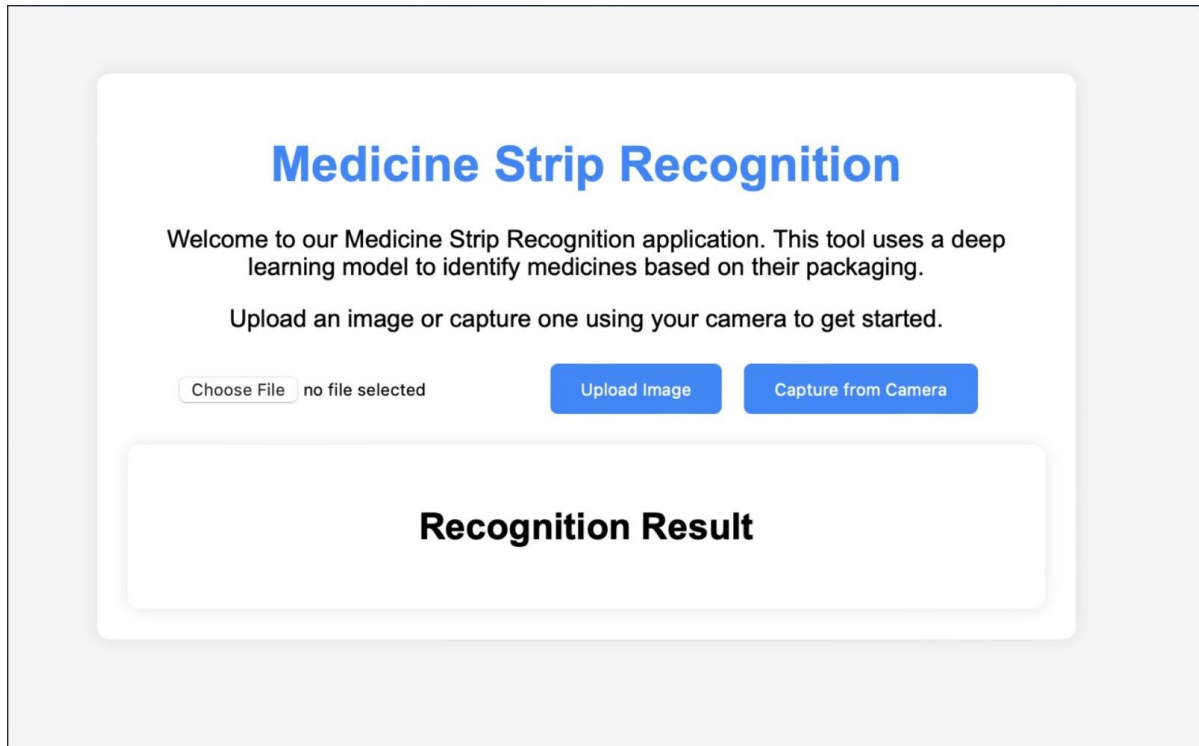 Medicine Strip Recognition
Welcome to our Medicine Strip Recognition application. This tool uses a deep
learning model to identify medicines based on their packaging.
Upload an image or capture one using your camera to get started.
Choose File no file selected
Upload Image
Capture from Camera
Recognition Result